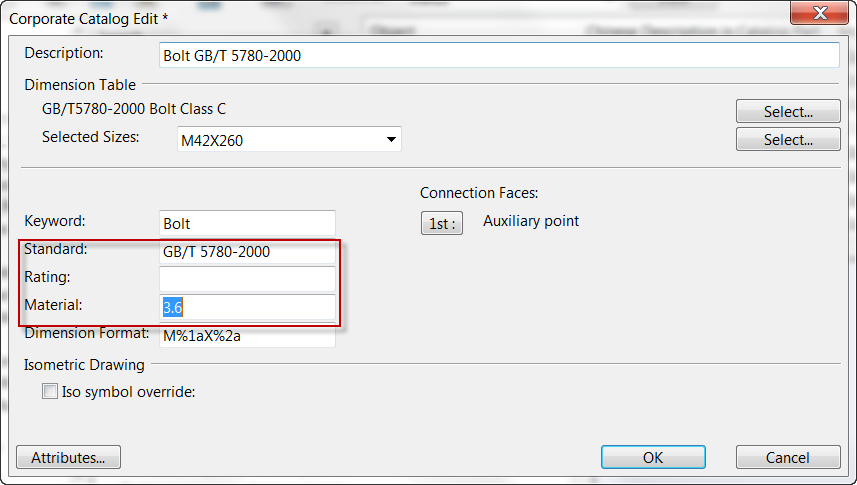 Corporate Catalog Edit *
Description: Bolt GB/T 5780-2000
Dimension Table
GB/T5780-2000 Bolt Class C Select...
Selected Sizes: M42X260 Select...
Connection Faces:
Keyword: Bolt 1st : Auxiliary point
Standard: GB/T 5780-2000
Rating:
Material: 3.6
Dimension Format: M%1aX%2a
Isometric Drawing
Iso symbol override:
Attributes... OK Cancel